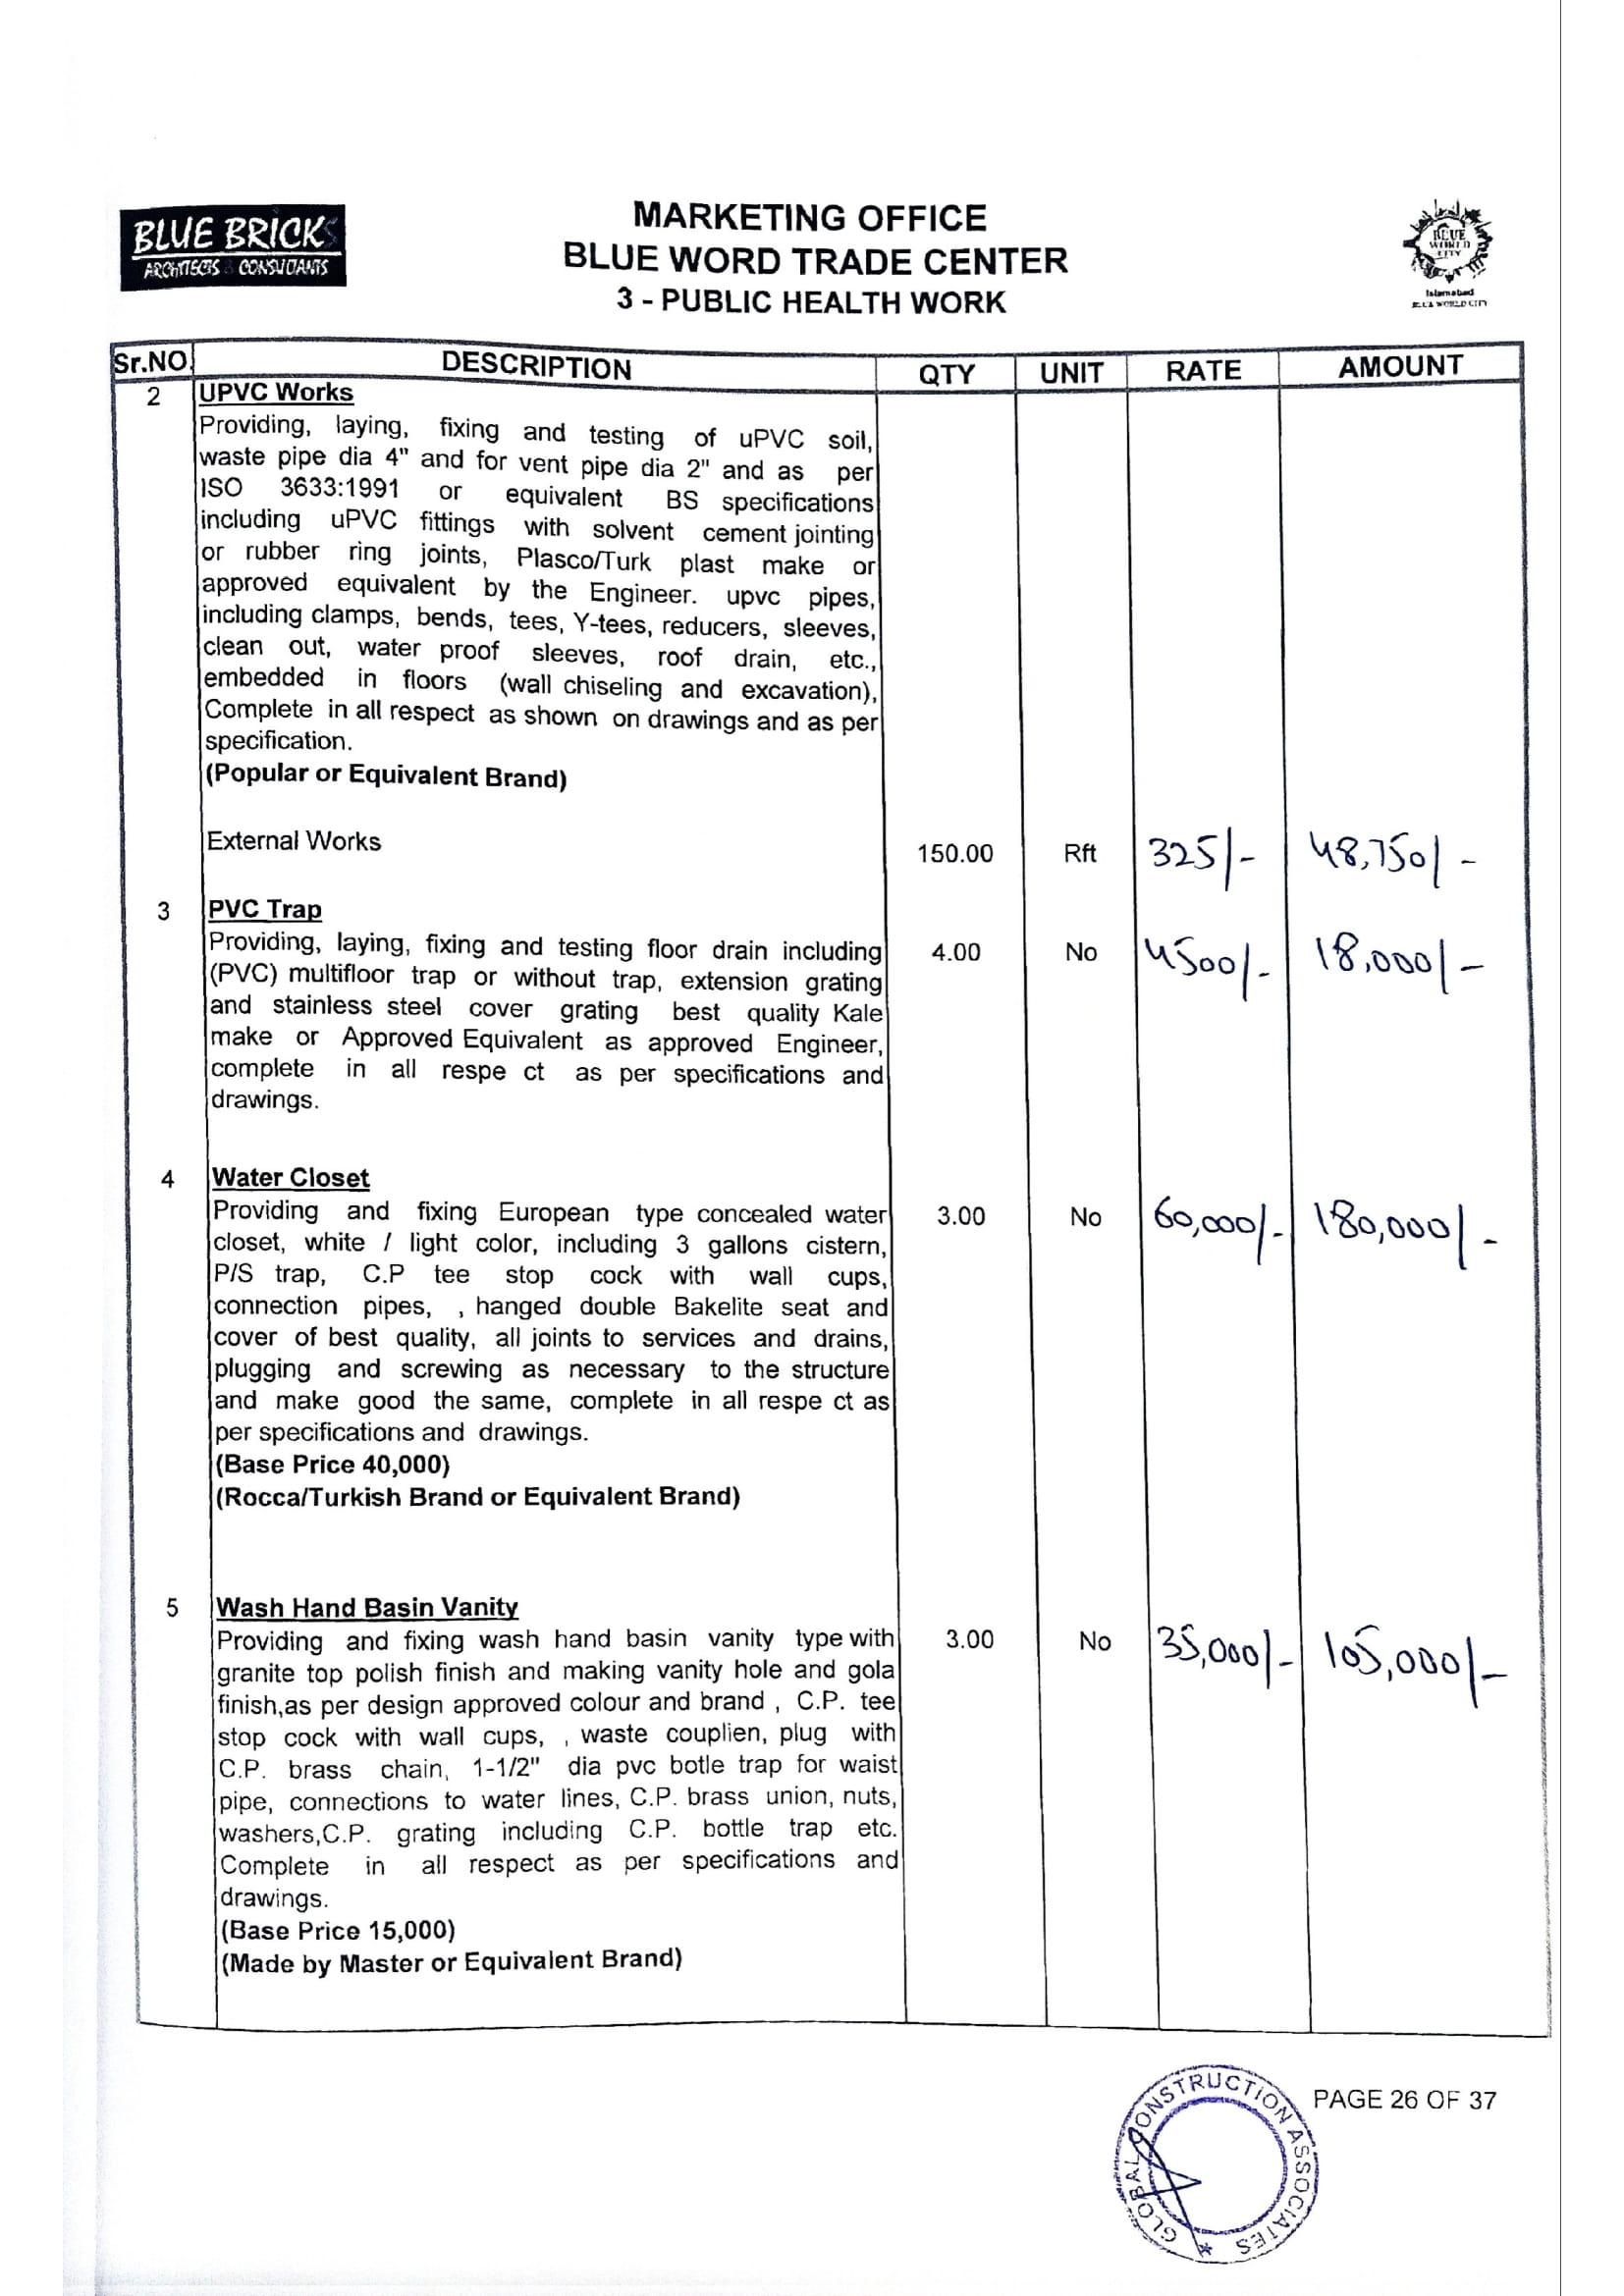 BLUE BRICKS
ARCHITECTS & CONSULTANTS
MARKETING OFFICE
BLUE WORD TRADE CENTER
3 - PUBLIC HEALTH WORK
BLUE
WORLD
CITY
Islamabad
BLUE WORLD CITY
Sr.NO. DESCRIPTION QTY UNIT RATE AMOUNT
2 UPVC Works
Providing, laying, fixing and testing of uPVC soil,
waste pipe dia 4" and for vent pipe dia 2" and as per
ISO 3633:1991 or equivalent BS specifications
including uPVC fittings with solvent cement jointing
or rubber ring joints, Plasco/Turk plast make or
approved equivalent by the Engineer. upvc pipes,
including clamps, bends, tees, Y-tees, reducers, sleeves,
clean out, water proof sleeves, roof drain, etc.,
embedded in floors (wall chiseling and excavation),
Complete in all respect as shown on drawings and as per
specification.
(Popular or Equivalent Brand)
External Works 150.00 Rft 325/- 48,750/-
3 PVC Trap
Providing, laying, fixing and testing floor drain including 4.00 No 4500/- 18,000/-
(PVC) multifloor trap or without trap, extension grating
and stainless steel cover grating best quality Kale
make or Approved Equivalent as approved Engineer,
complete in all respe ct as per specifications and
drawings.
4 Water Closet
Providing and fixing European type concealed water 3.00 No 60,000/- 180,000/-
closet, white / light color, including 3 gallons cistern,
P/S trap, C.P tee stop cock with wall cups,
connection pipes, , hanged double Bakelite seat and
cover of best quality, all joints to services and drains,
plugging and screwing as necessary to the structure
and make good the same, complete in all respe ct as
per specifications and drawings.
(Base Price 40,000)
(Rocca/Turkish Brand or Equivalent Brand)
5 Wash Hand Basin Vanity
Providing and fixing wash hand basin vanity type with 3.00 No 35,000/- 105,000/-
granite top polish finish and making vanity hole and gola
finish,as per design approved colour and brand , C.P. tee
stop cock with wall cups, , waste couplien, plug with
C.P. brass chain, 1-1/2" dia pvc botle trap for waist
pipe, connections to water lines, C.P. brass union, nuts,
washers,C.P. grating including C.P. bottle trap etc.
Complete in all respect as per specifications and
drawings.
(Base Price 15,000)
(Made by Master or Equivalent Brand)
PAGE 26 OF 37
GLOBAL CONSTRUCTION ASSOCIATES *